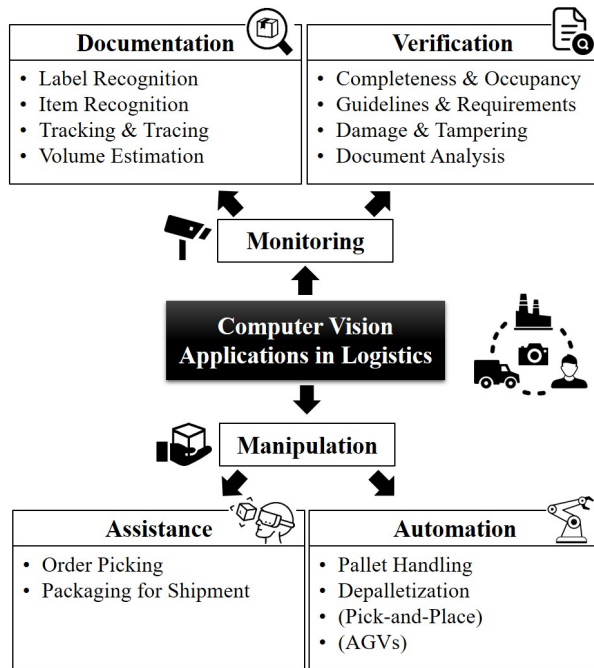 Documentation
• Label Recognition
• Item Recognition
• Tracking & Tracing
• Volume Estimation
Verification
• Completeness & Occupancy
• Guidelines & Requirements
• Damage & Tampering
• Document Analysis
Monitoring
Computer Vision
Applications in Logistics
Manipulation
Assistance
• Order Picking
• Packaging for Shipment
Automation
• Pallet Handling
• Depalletization
• (Pick-and-Place)
• (AGVs)